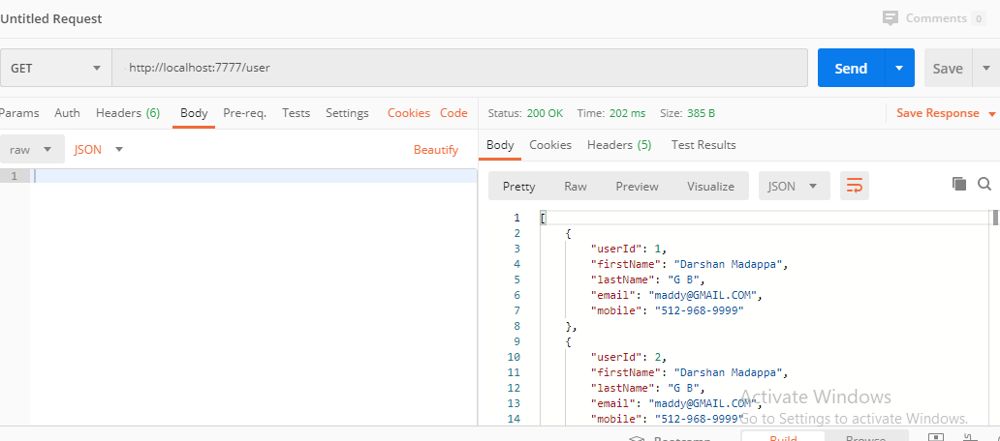 Untitled Request
Comments 0
GET
http://localhost:7777/user
Send
Save
Params Auth Headers (6) Body Pre-req. Tests Settings Cookies Code
raw JSON Beautify
1
Status: 200 OK Time: 202 ms Size: 385 B Save Response
Body Cookies Headers (5) Test Results
Pretty Raw Preview Visualize JSON
1 [
2 {
3 "userId": 1,
4 "firstName": "Darshan Madappa",
5 "lastName": "G B",
6 "email": "maddy@GMAIL.COM",
7 "mobile": "512-968-9999"
8 },
9 {
10 "userId": 2,
11 "firstName": "Darshan Madappa",
12 "lastName": "G B",
13 "email": "maddy@GMAIL.COM",
14 "mobile": "512-968-9999"
Activate Windows
Go to Settings to activate Windows.
Bootcamp Build Browse